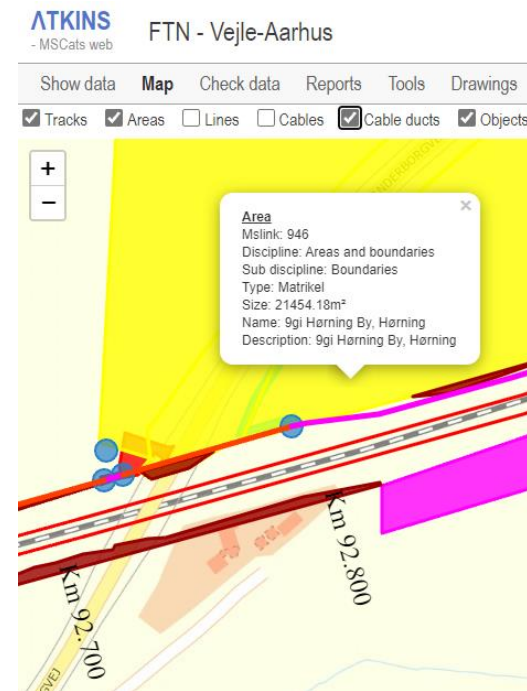 ATKINS
- MSCats web
FTN - Vejle-Aarhus
Show data Map Check data Reports Tools Drawings
Tracks Areas Lines Cables Cable ducts Objects
+
−
×
Area
Mslink: 946
Discipline: Areas and boundaries
Sub discipline: Boundaries
Type: Matrikel
Size: 21454.18m²
Name: 9gi Hørning By, Hørning
Description: 9gi Hørning By, Hørning
Km 92.800
Km 92.700